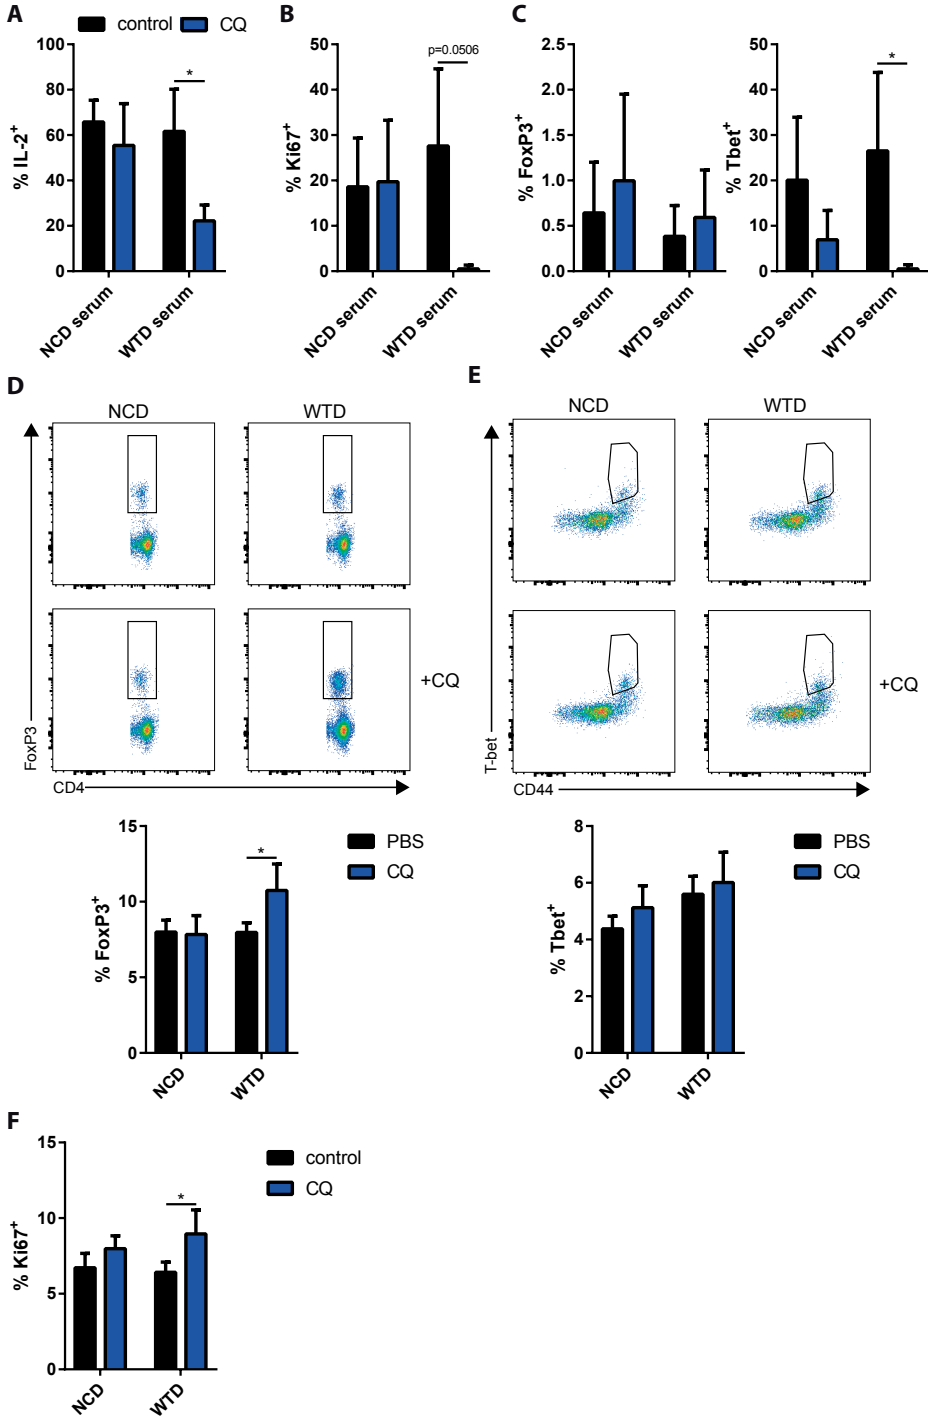 A
control
CQ
% IL-2+
100
80
60
40
20
0
*
NCD serum
WTD serum
B
% Ki67+
50
40
30
20
10
0
p=0.0506
NCD serum
WTD serum
C
% FoxP3+
2.5
2.0
1.5
1.0
0.5
0.0
NCD serum
WTD serum
% Tbet+
50
40
30
20
10
0
*
NCD serum
WTD serum
D
NCD
WTD
+CQ
FoxP3
CD4
% FoxP3+
15
10
5
0
*
NCD
WTD
PBS
CQ
E
NCD
WTD
+CQ
T-bet
CD44
% Tbet+
8
6
4
2
0
NCD
WTD
PBS
CQ
F
% Ki67+
15
10
5
0
*
NCD
WTD
control
CQ